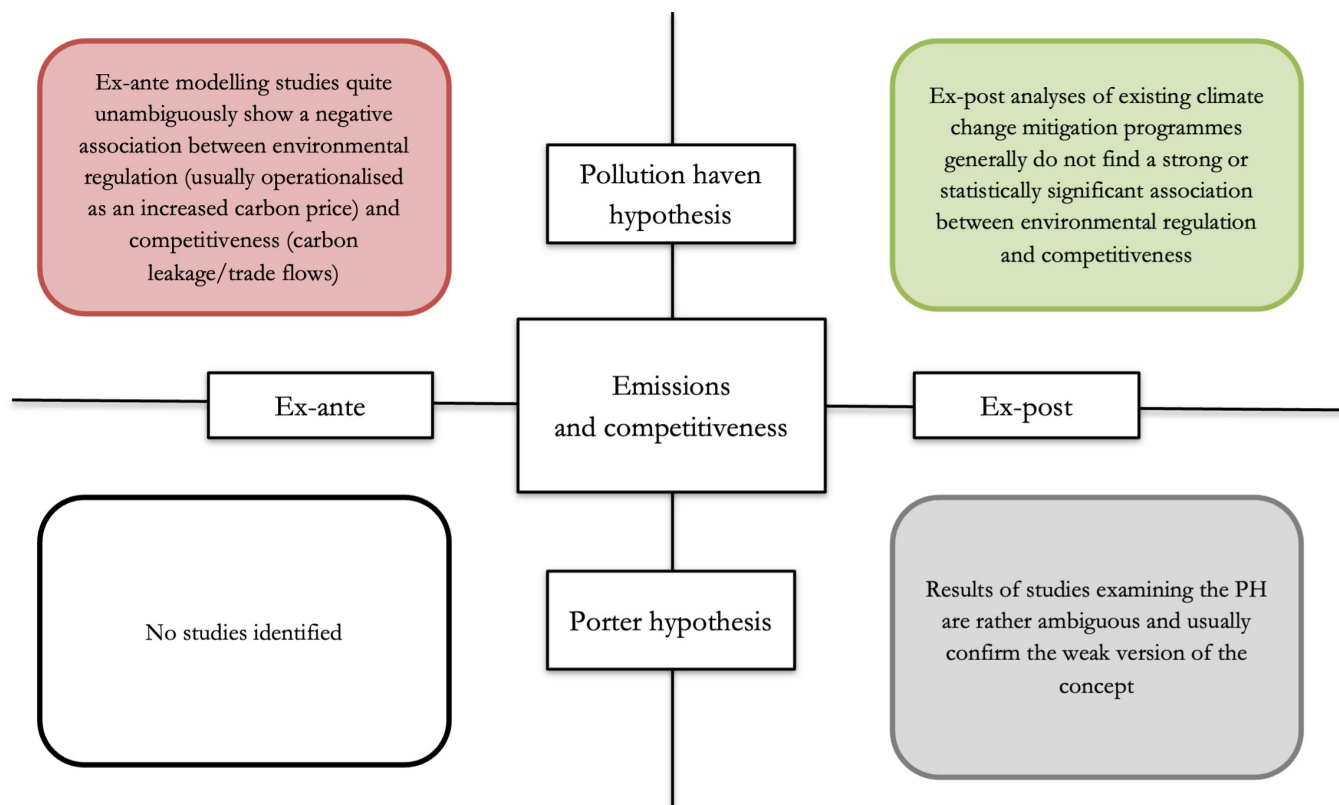 Ex-ante modelling studies quite
unambiguously show a negative
association between environmental
regulation (usually operationalised
as an increased carbon price) and
competitiveness (carbon
leakage/trade flows)
Pollution haven
hypothesis
Ex-post analyses of existing climate
change mitigation programmes
generally do not find a strong or
statistically significant association
between environmental regulation
and competitiveness
Ex-ante
Emissions
and competitiveness
Ex-post
No studies identified
Porter hypothesis
Results of studies examining the PH
are rather ambiguous and usually
confirm the weak version of the
concept